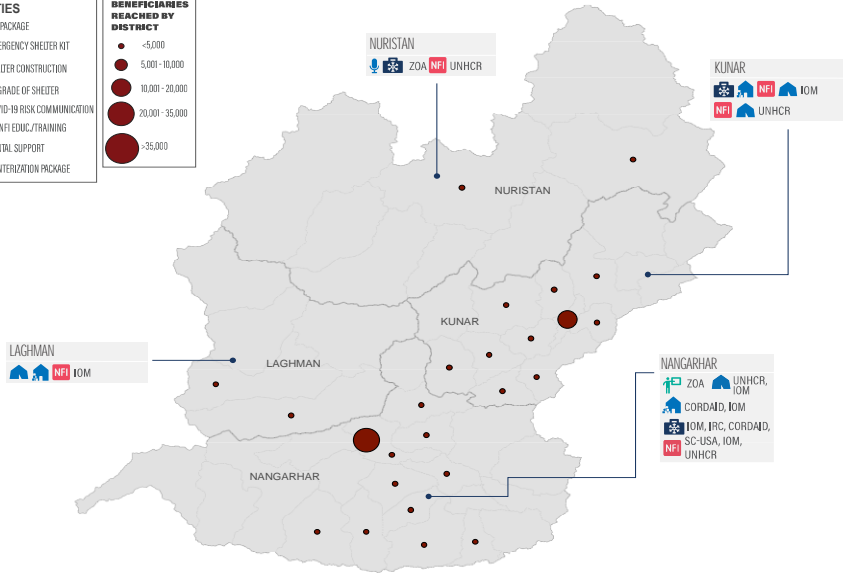 TIES
PACKAGE
ERGENCY SHELTER KIT
LTER CONSTRUCTION
GRADE OF SHELTER
VID-19 RISK COMMUNICATION
NFI EDUC./TRAINING
NTAL SUPPORT
NTERIZATION PACKAGE
BENEFICIARIES
REACHED BY
DISTRICT
<5,000
5,001 - 10,000
10,001 - 20,000
20,001 - 35,000
>35,000
NURISTAN
ZOA NFI UNHCR
KUNAR
NFI IOM
NFI UNHCR
NURISTAN
KUNAR
LAGHMAN
NANGARHAR
LAGHMAN
NFI IOM
NANGARHAR
ZOA UNHCR,
IOM
CORDAID, IOM
IOM, IRC, CORDAID,
NFI SC-USA, IOM,
UNHCR